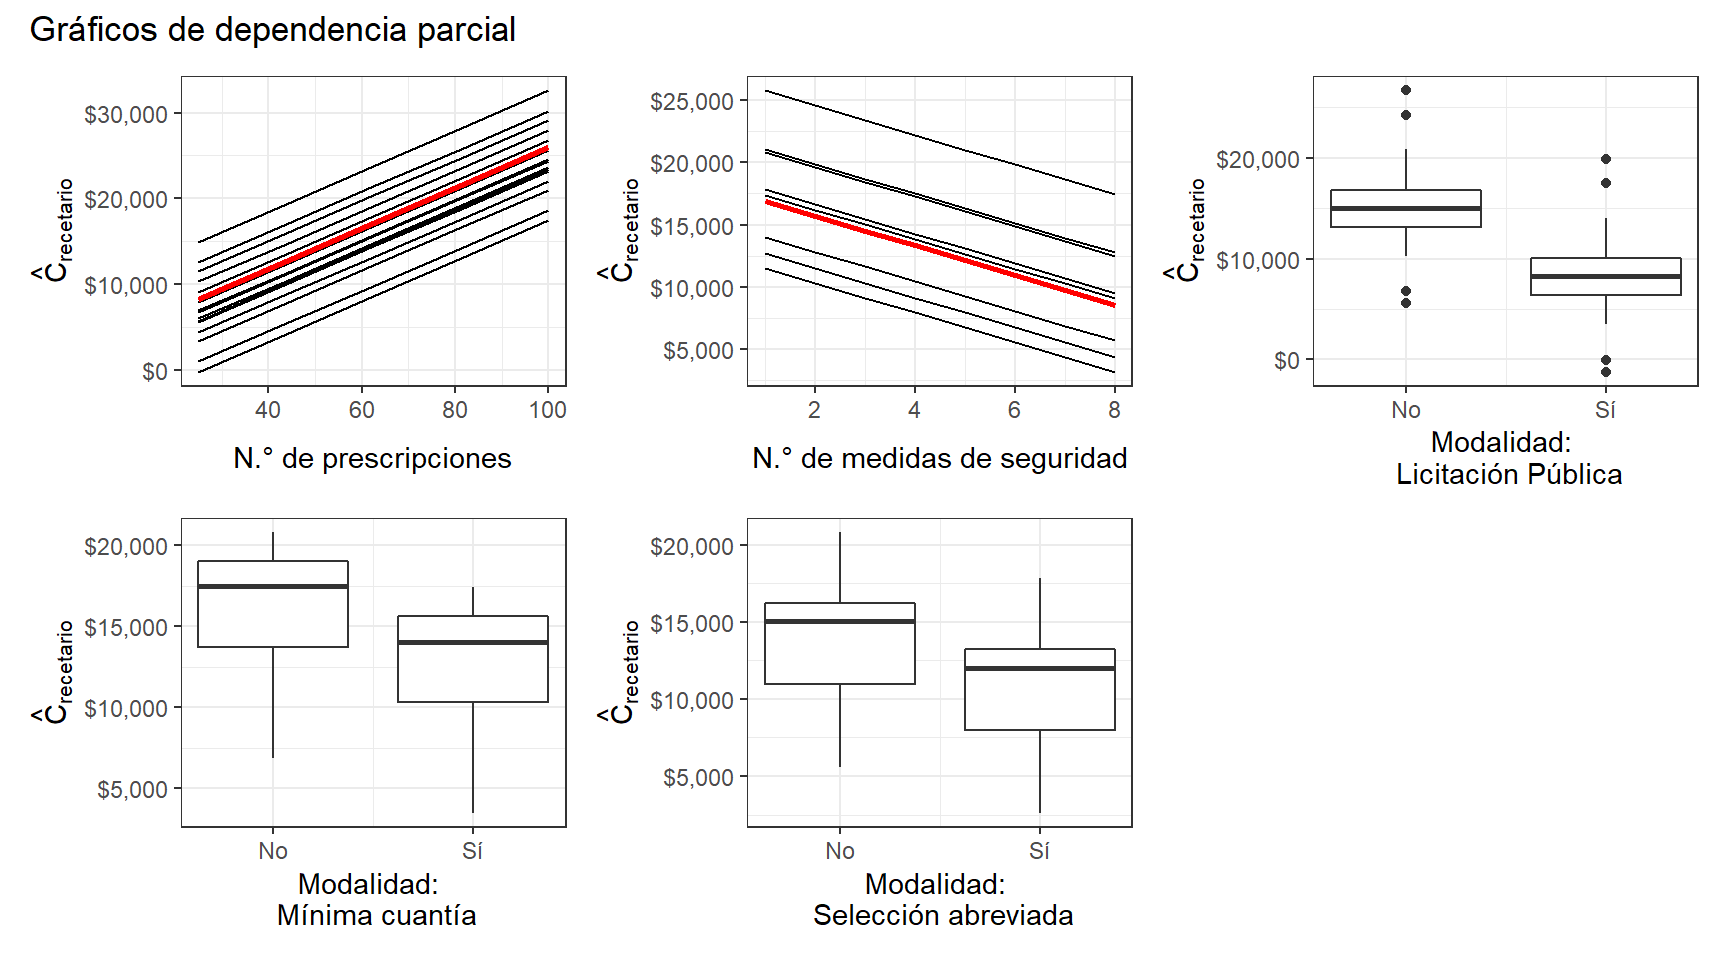 Gráficos de dependencia parcial
$30,000
$20,000
$10,000
$0
Ĉrecetario
40 60 80 100
N.° de prescripciones
$25,000
$20,000
$15,000
$10,000
$5,000
Ĉrecetario
2 4 6 8
N.° de medidas de seguridad
$20,000
$10,000
$0
Ĉrecetario
No Sí
Modalidad:
Licitación Pública
$20,000
$15,000
$10,000
$5,000
Ĉrecetario
No Sí
Modalidad:
Mínima cuantía
$20,000
$15,000
$10,000
$5,000
Ĉrecetario
No Sí
Modalidad:
Selección abreviada